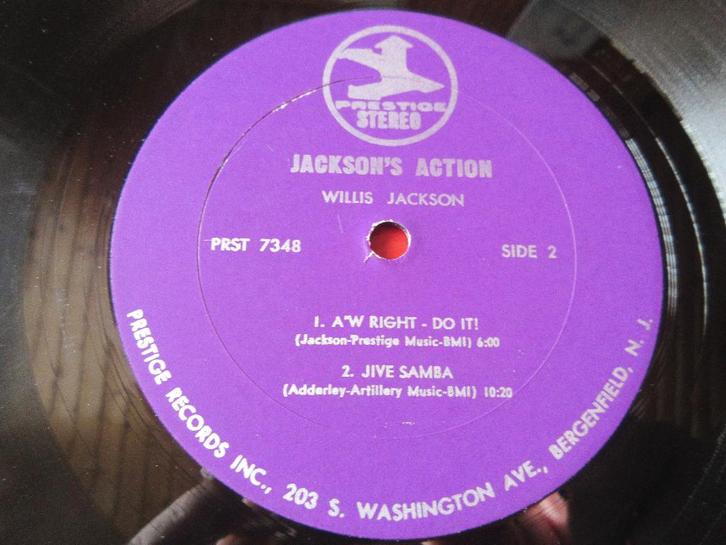 PRESTIGE
STEREO
JACKSON'S ACTION
WILLIS JACKSON
PRST 7348
SIDE 2
1. A'W RIGHT - DO IT!
(Jackson-Prestige Music-BMI) 6:00
2. JIVE SAMBA
(Adderley-Artillery Music-BMI) 10:20
PRESTIGE RECORDS INC., 203 S. WASHINGTON AVE., BERGENFIELD, N. J.